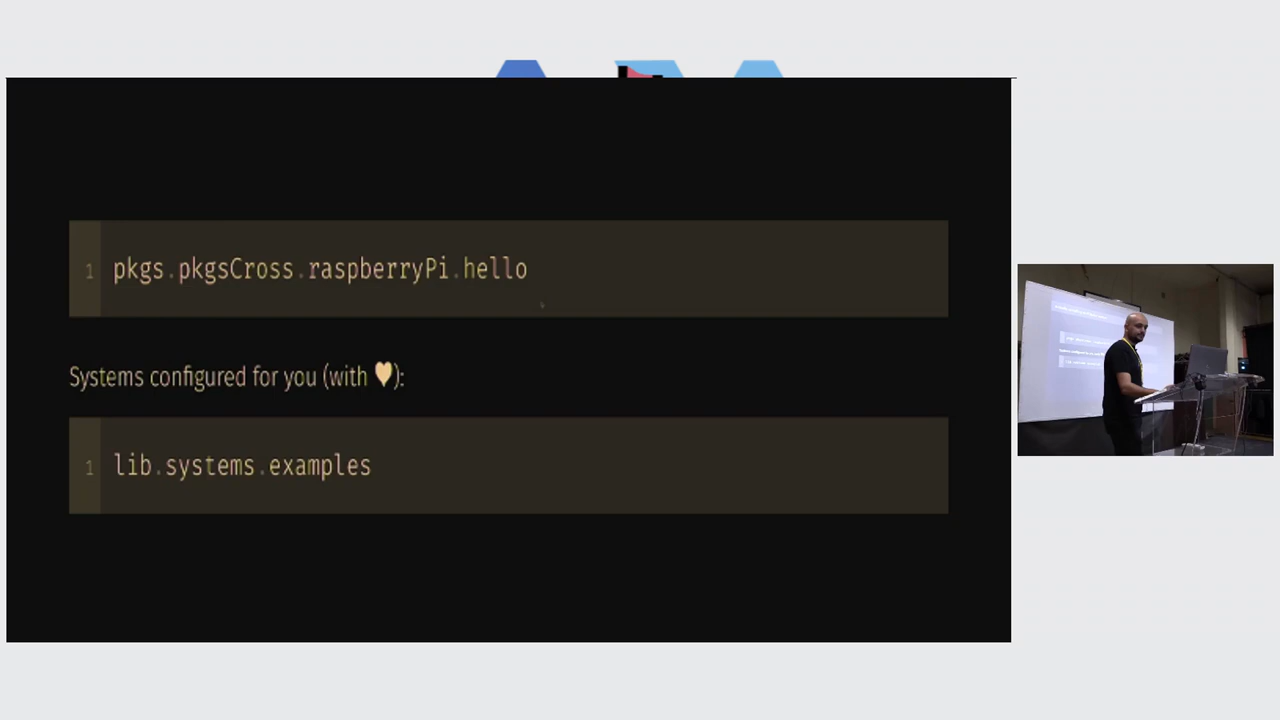 1 pkgs.pkgsCross.raspberryPi.hello
Systems configured for you (with ♥):
1 lib.systems.examples